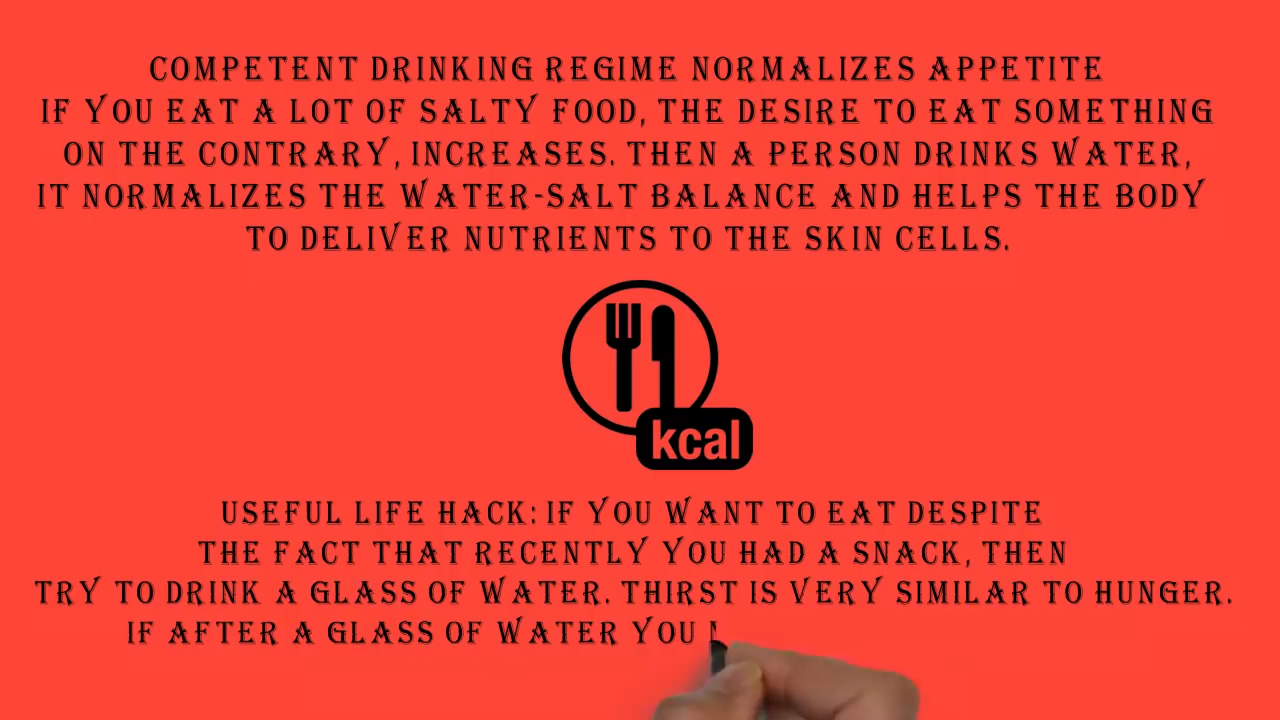 COMPETENT DRINKING REGIME NORMALIZES APPETITE
IF YOU EAT A LOT OF SALTY FOOD, THE DESIRE TO EAT SOMETHING
ON THE CONTRARY, INCREASES. THEN A PERSON DRINKS WATER,
IT NORMALIZES THE WATER-SALT BALANCE AND HELPS THE BODY
TO DELIVER NUTRIENTS TO THE SKIN CELLS.
kcal
USEFUL LIFE HACK: IF YOU WANT TO EAT DESPITE
THE FACT THAT RECENTLY YOU HAD A SNACK, THEN
TRY TO DRINK A GLASS OF WATER. THIRST IS VERY SIMILAR TO HUNGER.
IF AFTER A GLASS OF WATER YOU